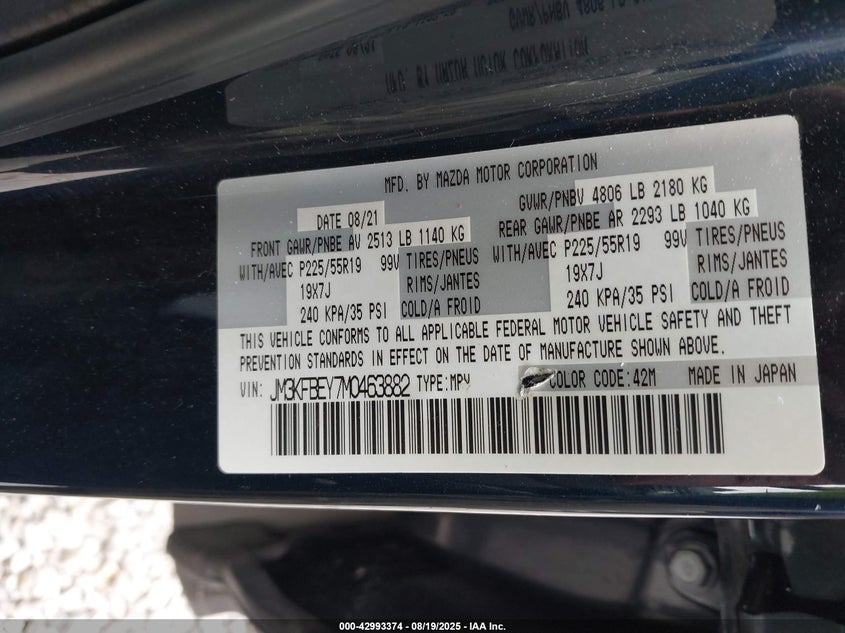 MFD. BY MAZDA MOTOR CORPORATION
DATE 08/21 GVWR/PNBV 4806 LB 2180 KG
FRONT GAWR/PNBE AV 2513 LB 1140 KG REAR GAWR/PNBE AR 2293 LB 1040 KG
WITH/AVEC P225/55R19 99V TIRES/PNEUS WITH/AVEC P225/55R19 99V TIRES/PNEUS
19X7J RIMS/JANTES 19X7J RIMS/JANTES
240 KPA/35 PSI COLD/A FROID 240 KPA/35 PSI COLD/A FROID
THIS VEHICLE CONFORMS TO ALL APPLICABLE FEDERAL MOTOR VEHICLE SAFETY AND THEFT
PREVENTION STANDARDS IN EFFECT ON THE DATE OF MANUFACTURE SHOWN ABOVE.
VIN: JM3KFBEY7M0463882 TYPE:MPV COLOR CODE:42M MADE IN JAPAN
000-42993374 - 08/19/2025 - IAA Inc.